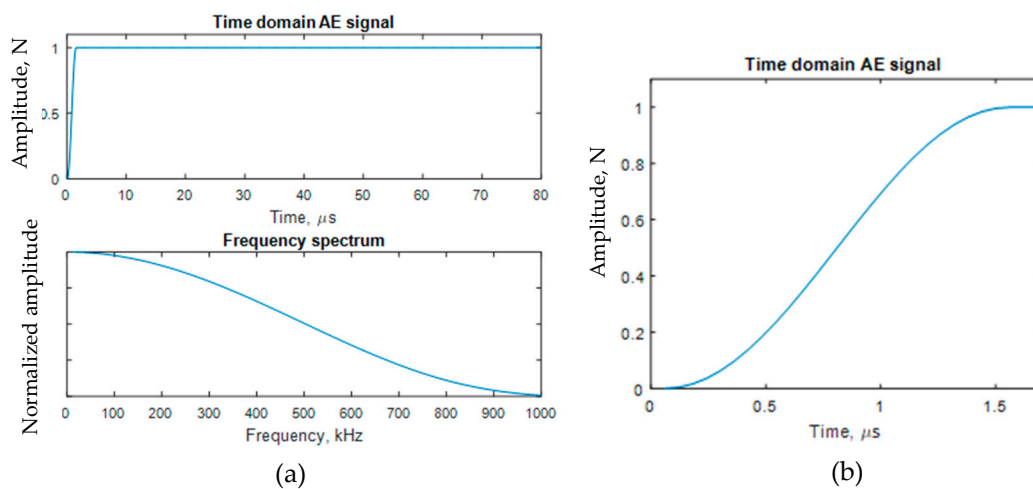 Time domain AE signal
Amplitude, N
1
0.5
0
0 10 20 30 40 50 60 70 80
Time, μs
Frequency spectrum
Normalized amplitude
0 100 200 300 400 500 600 700 800 900 1000
Frequency, kHz
(a)
Time domain AE signal
Amplitude, N
1
0.8
0.6
0.4
0.2
0
0 0.5 1 1.5
Time, μs
(b)